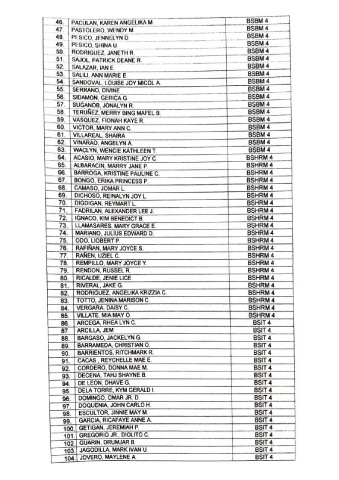 46. PACULAN, KAREN ANGELIKA M BSBM 4
47. PASTOLERO, WENDY M BSBM 4
48. PESICO, JENNELYN D BSBM 4
49. PESICO, SHINA U BSBM 4
50. RODRIGUEZ, JANETH R. BSBM 4
51. SAJOL, PATRICK DEANE R. BSBM 4
52. SALAZAR, IAN E BSBM 4
53. SALILI, ANN MARIE E. BSBM 4
54. SANDOVAL, LOUISE JOY MICOL A. BSBM 4
55. SERRANO, DIVINE BSBM 4
56. SIDAMON, GERICA G. BSBM 4
57. SUGANOB, JONALYN R. BSBM 4
58. TERUÑEZ, MERRY BING MAFEL B. BSBM 4
59. VASQUEZ, FIONAH KAYE R. BSBM 4
60. VICTOR, MARY ANN C. BSBM 4
61. VILLAREAL, SHAIRA BSBM 4
62. VINARAO, ANGELYN A. BSBM 4
63. WACLYN, WENCIE KATHLEEN T. BSBM 4
64. ACASIO, MARY KRISTINE JOY C. BSHRM 4
65. ALBARACIN, MARRY JANE P. BSHRM 4
66. BARROGA, KRISTINE PAULINE C. BSHRM 4
67. BONGO, ERIKA PRINCESS P. BSHRM 4
68. CAMASO, JOMAR L. BSHRM 4
69. DICHOSO, REINALYN JOY L. BSHRM 4
70. DIGDIGAN, REYMART L. BSHRM 4
71. FADRILAN, ALEXANDER LEE J. BSHRM 4
72. IGNACO, KIM BENEDICT B. BSHRM 4
73. LLAMASARES, MARY GRACE E. BSHRM 4
74. MARIANO, JULIUS EDWARD D. BSHRM 4
75. ODO, LIOBERT P. BSHRM 4
76. RAFIÑAN, MARY JOYCE S. BSHRM 4
77. RAÑEN, UZIEL C. BSHRM 4
78. REMPILLO, MARY JOYCE Y. BSHRM 4
79. RENDON, RUSSEL R. BSHRM 4
80. RICALDE, JENIE LICE BSHRM 4
81. RIVERAL, JAKE G. BSHRM 4
82. RODRIGUEZ, ANGELIKA KRIZZIA C. BSHRM 4
83. TOTTO, JENINA MARISON C. BSHRM 4
84. VERGARA, DAISY C. BSHRM 4
85. VILLATE, MIA MAY O. BSHRM 4
86. ARCEGA, RHEA LYN C. BSIT 4
87. ARCILLA, JEM BSIT 4
88. BARGASO, JACKELYN G. BSIT 4
89. BARRAMEDA, CHRISTIAN O. BSIT 4
90. BARRIENTOS, RITCHMARK R. BSIT 4
91. CACAS , REYCHELLE MAE E. BSIT 4
92. CORDERO, DONNA MAE M. BSIT 4
93. DECENA, TAKI SHAYNE B. BSIT 4
94. DE LEON, DHAVE G. BSIT 4
95. DELA TORRE, KYM GERALD I. BSIT 4
96. DOMINGO, OMAR JR. D. BSIT 4
97. DOQUENIA, JOHN CARLO H. BSIT 4
98. ESCULTOR, JINNIE MAY M. BSIT 4
99. GARCIA, RICAFAYE ANNE A. BSIT 4
100. GETIGAN, JEREMIAH P. BSIT 4
101. GREGORIO JR., DIOLITO C. BSIT 4
102. GUARIN, DRUMJAR B. BSIT 4
103. JAGODILLA, MARK IVAN U. BSIT 4
104. JOVERO, MAYLENE A. BSIT 4